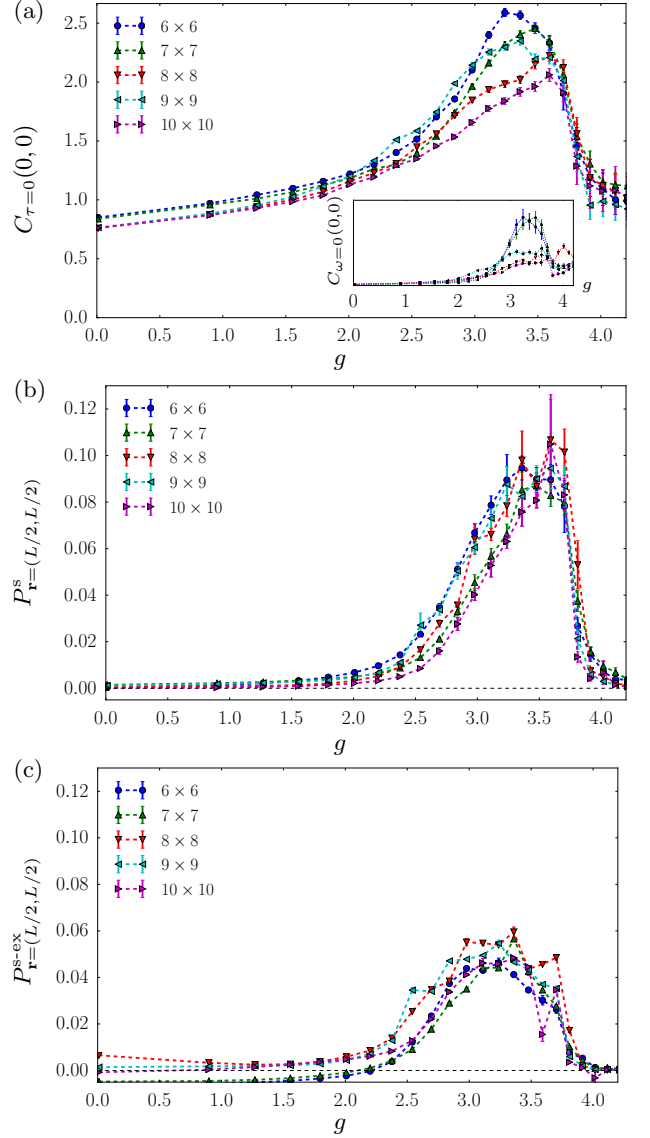 (a)
2.5
2.0
1.5
1.0
0.5
0.0
C_{τ=0}(0, 0)
6 × 6
7 × 7
8 × 8
9 × 9
10 × 10
C_{ω=0}(0, 0)
0 1 2 3 4
g
0.0 0.5 1.0 1.5 2.0 2.5 3.0 3.5 4.0
g
(b)
0.12
0.10
0.08
0.06
0.04
0.02
0.00
P^{s}_{r=(L/2,L/2)}
6 × 6
7 × 7
8 × 8
9 × 9
10 × 10
0.0 0.5 1.0 1.5 2.0 2.5 3.0 3.5 4.0
g
(c)
0.12
0.10
0.08
0.06
0.04
0.02
0.00
P^{s-ex}_{r=(L/2,L/2)}
6 × 6
7 × 7
8 × 8
9 × 9
10 × 10
0.0 0.5 1.0 1.5 2.0 2.5 3.0 3.5 4.0
g